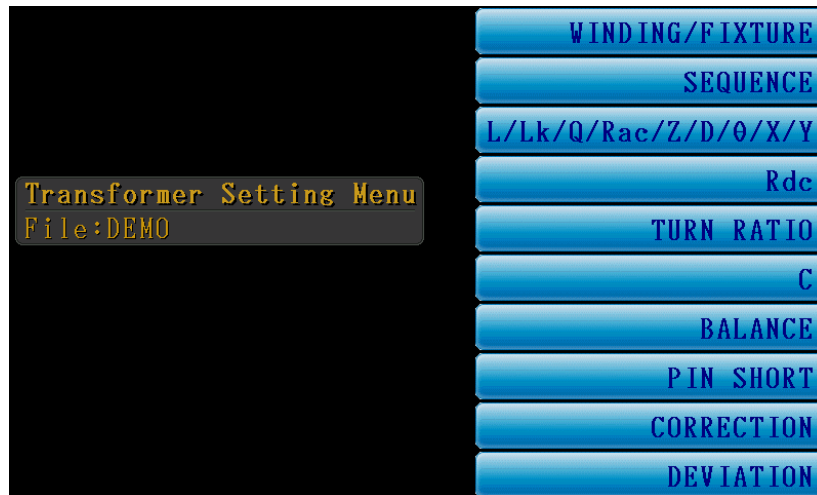 Transformer Setting Menu
File:DEMO
WINDING/FIXTURE
SEQUENCE
L/Lk/Q/Rac/Z/D/θ/X/Y
Rdc
TURN RATIO
C
BALANCE
PIN SHORT
CORRECTION
DEVIATION